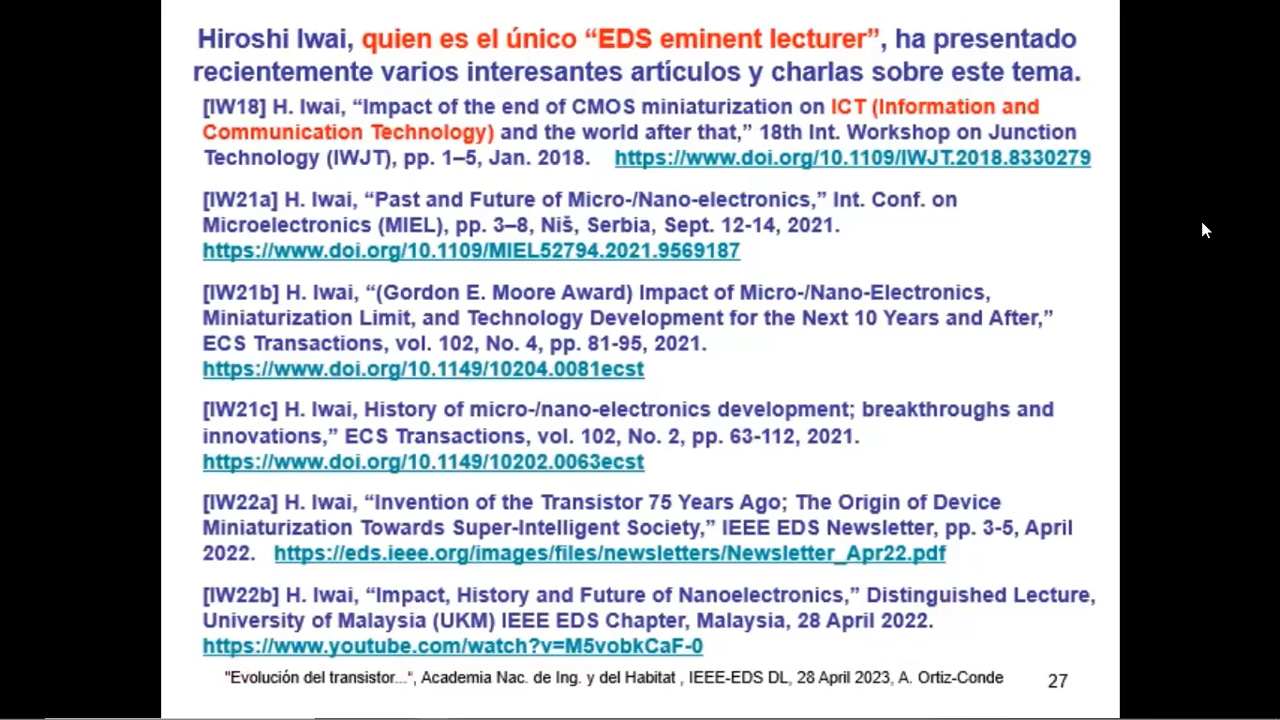 Hiroshi Iwai, quien es el único “EDS eminent lecturer”, ha presentado
recientemente varios interesantes artículos y charlas sobre este tema.
[IW18] H. Iwai, “Impact of the end of CMOS miniaturization on ICT (Information and
Communication Technology) and the world after that,” 18th Int. Workshop on Junction
Technology (IWJT), pp. 1–5, Jan. 2018. https://www.doi.org/10.1109/IWJT.2018.8330279
[IW21a] H. Iwai, “Past and Future of Micro-/Nano-electronics,” Int. Conf. on
Microelectronics (MIEL), pp. 3–8, Niš, Serbia, Sept. 12-14, 2021.
https://www.doi.org/10.1109/MIEL52794.2021.9569187
[IW21b] H. Iwai, “(Gordon E. Moore Award) Impact of Micro-/Nano-Electronics,
Miniaturization Limit, and Technology Development for the Next 10 Years and After,”
ECS Transactions, vol. 102, No. 4, pp. 81-95, 2021.
https://www.doi.org/10.1149/10204.0081ecst
[IW21c] H. Iwai, History of micro-/nano-electronics development; breakthroughs and
innovations,” ECS Transactions, vol. 102, No. 2, pp. 63-112, 2021.
https://www.doi.org/10.1149/10202.0063ecst
[IW22a] H. Iwai, “Invention of the Transistor 75 Years Ago; The Origin of Device
Miniaturization Towards Super-Intelligent Society,” IEEE EDS Newsletter, pp. 3-5, April
2022. https://eds.ieee.org/images/files/newsletters/Newsletter_Apr22.pdf
[IW22b] H. Iwai, “Impact, History and Future of Nanoelectronics,” Distinguished Lecture,
University of Malaysia (UKM) IEEE EDS Chapter, Malaysia, 28 April 2022.
https://www.youtube.com/watch?v=M5vobkCaF-0
"Evolución del transistor...“, Academia Nac. de Ing. y del Habitat , IEEE-EDS DL, 28 April 2023, A. Ortiz-Conde 27